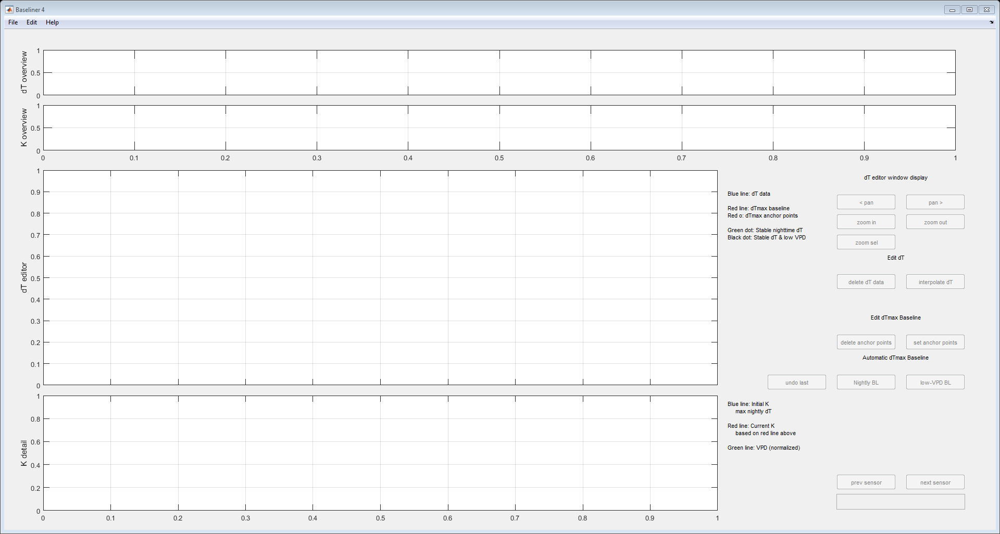 Baseliner 4
File Edit Help
dT overview
1
0.5
0
K overview
1
0.5
0
0 0.1 0.2 0.3 0.4 0.5 0.6 0.7 0.8 0.9 1
dT editor
1
0.9
0.8
0.7
0.6
0.5
0.4
0.3
0.2
0.1
0
Blue line: dT data
Red line: dTmax baseline
Red o: dTmax anchor points
Green dot: Stable nighttime dT
Black dot: Stable dT & low VPD
dT editor window display
< pan pan >
zoom in zoom out
zoom sel
Edit dT
delete dT data interpolate dT
Edit dTmax Baseline
delete anchor points set anchor points
Automatic dTmax Baseline
undo last Nightly BL low-VPD BL
K detail
1
0.8
0.6
0.4
0.2
0
0 0.1 0.2 0.3 0.4 0.5 0.6 0.7 0.8 0.9 1
Blue line: Initial K
max nightly dT
Red line: Current K
based on red line above
Green line: VPD (normalized)
prev sensor next sensor